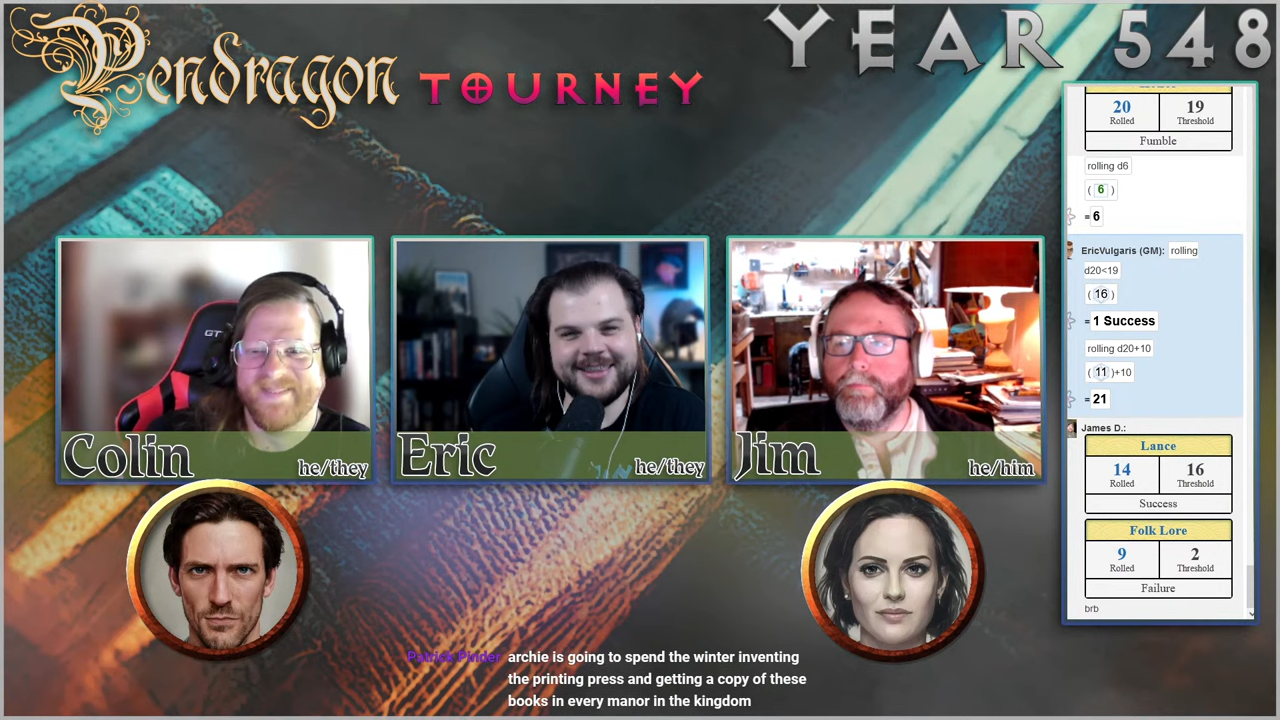 Pendragon
TOURNEY
YEAR 548
20
19
Rolled
Threshold
Fumble
rolling d6
( 6 )
= 6
EricVulgaris (GM): rolling
d20<19
( 16 )
= 1 Success
rolling d20+10
( 11 )+10
= 21
James D.:
Lance
14
16
Rolled
Threshold
Success
Folk Lore
9
2
Rolled
Threshold
Failure
brb
GT
Colin
he/they
Eric
he/they
Jim
he/him
Patrick Pinder archie is going to spend the winter inventing
the printing press and getting a copy of these
books in every manor in the kingdom